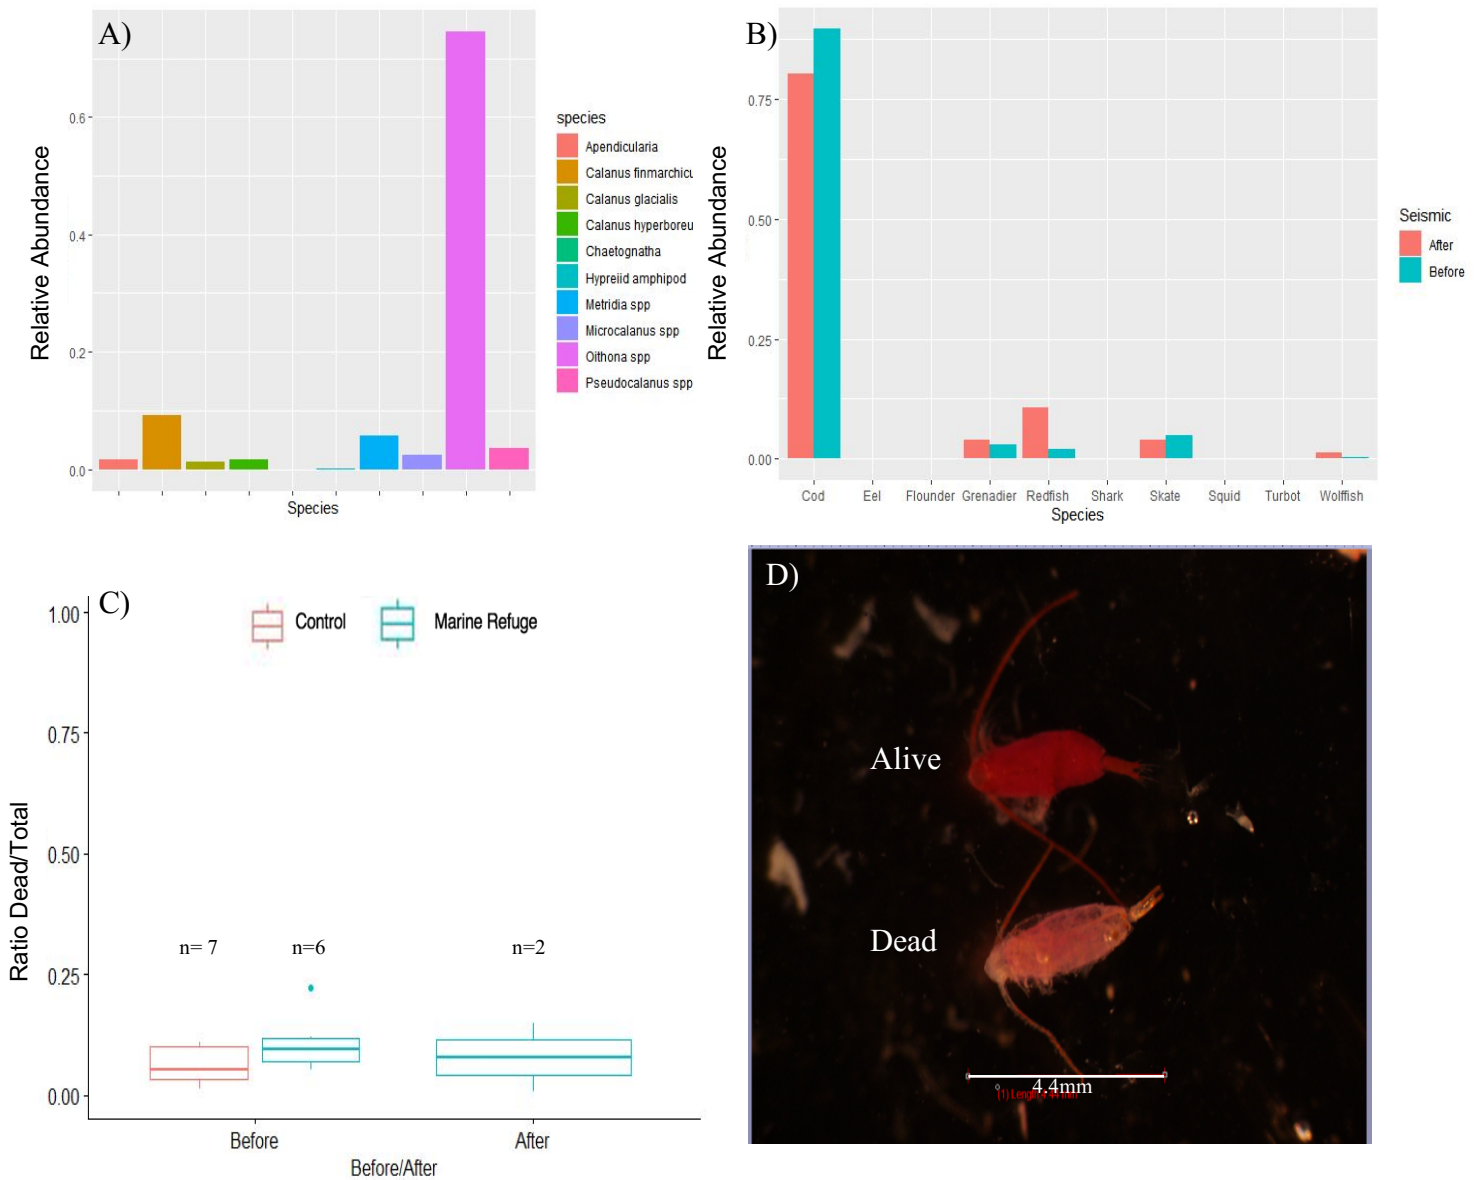 A)
0.6
0.4
0.2
0.0
Relative Abundance
Species
species
Apendicularia
Calanus finmarchicu
Calanus glacialis
Calanus hyperboreu
Chaetognatha
Hypreiid amphipod
Metridia spp
Microcalanus spp
Oithona spp
Pseudocalanus spp
B)
0.75
0.50
0.25
0.00
Relative Abundance
Cod Eel Flounder Grenadier Redfish Shark Skate Squid Turbot Wolffish
Species
Seismic
After
Before
C)
Control Marine Refuge
1.00
0.75
0.50
0.25
0.00
Ratio Dead/Total
n= 7 n=6 n=2
Before After
Before/After
D)
Alive
Dead
4.4mm
(1) Length